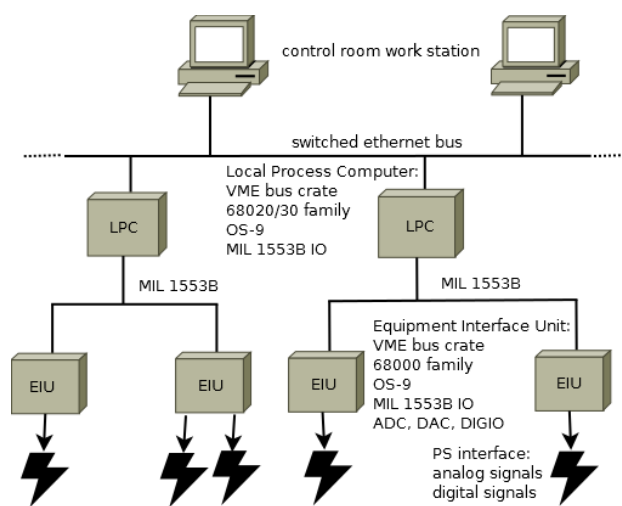 control room work station
switched ethernet bus
Local Process Computer:
VME bus crate
68020/30 family
OS-9
MIL 1553B IO
LPC
LPC
MIL 1553B
MIL 1553B
Equipment Interface Unit:
VME bus crate
68000 family
OS-9
MIL 1553B IO
ADC, DAC, DIGIO
EIU
EIU
EIU
EIU
PS interface:
analog signals
digital signals